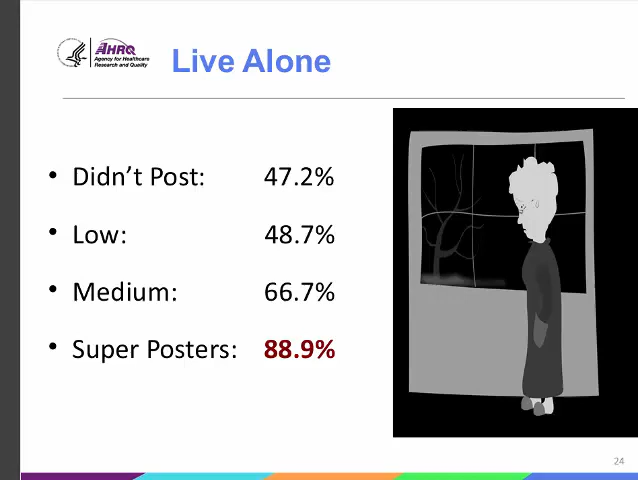 AHRQ
Agency for Healthcare
Research and Quality
Live Alone
• Didn’t Post: 47.2%
• Low: 48.7%
• Medium: 66.7%
• Super Posters: 88.9%
24